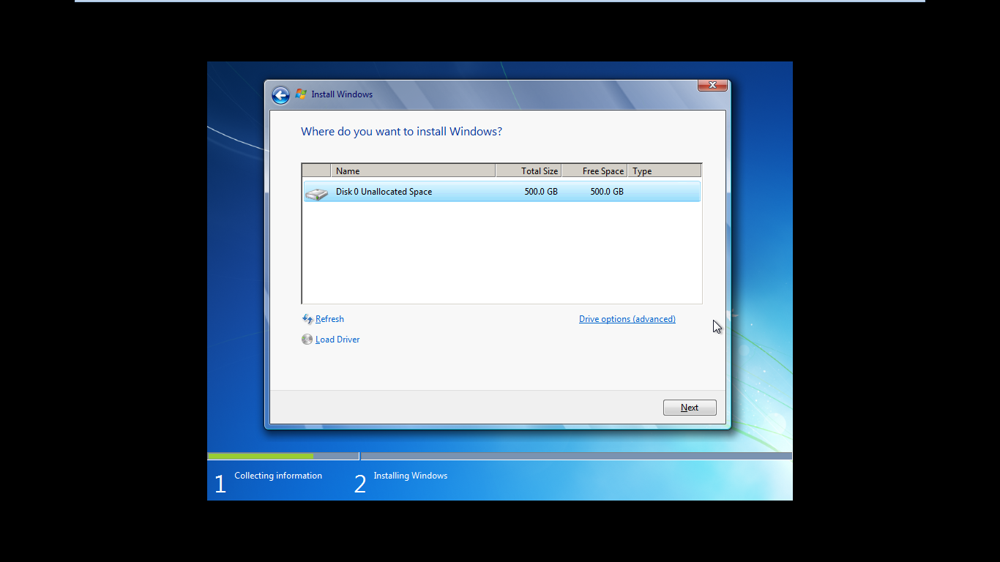 Install Windows
Where do you want to install Windows?
Name Total Size Free Space Type
Disk 0 Unallocated Space 500.0 GB 500.0 GB
Refresh Drive options (advanced)
Load Driver
Next
1 Collecting information 2 Installing Windows